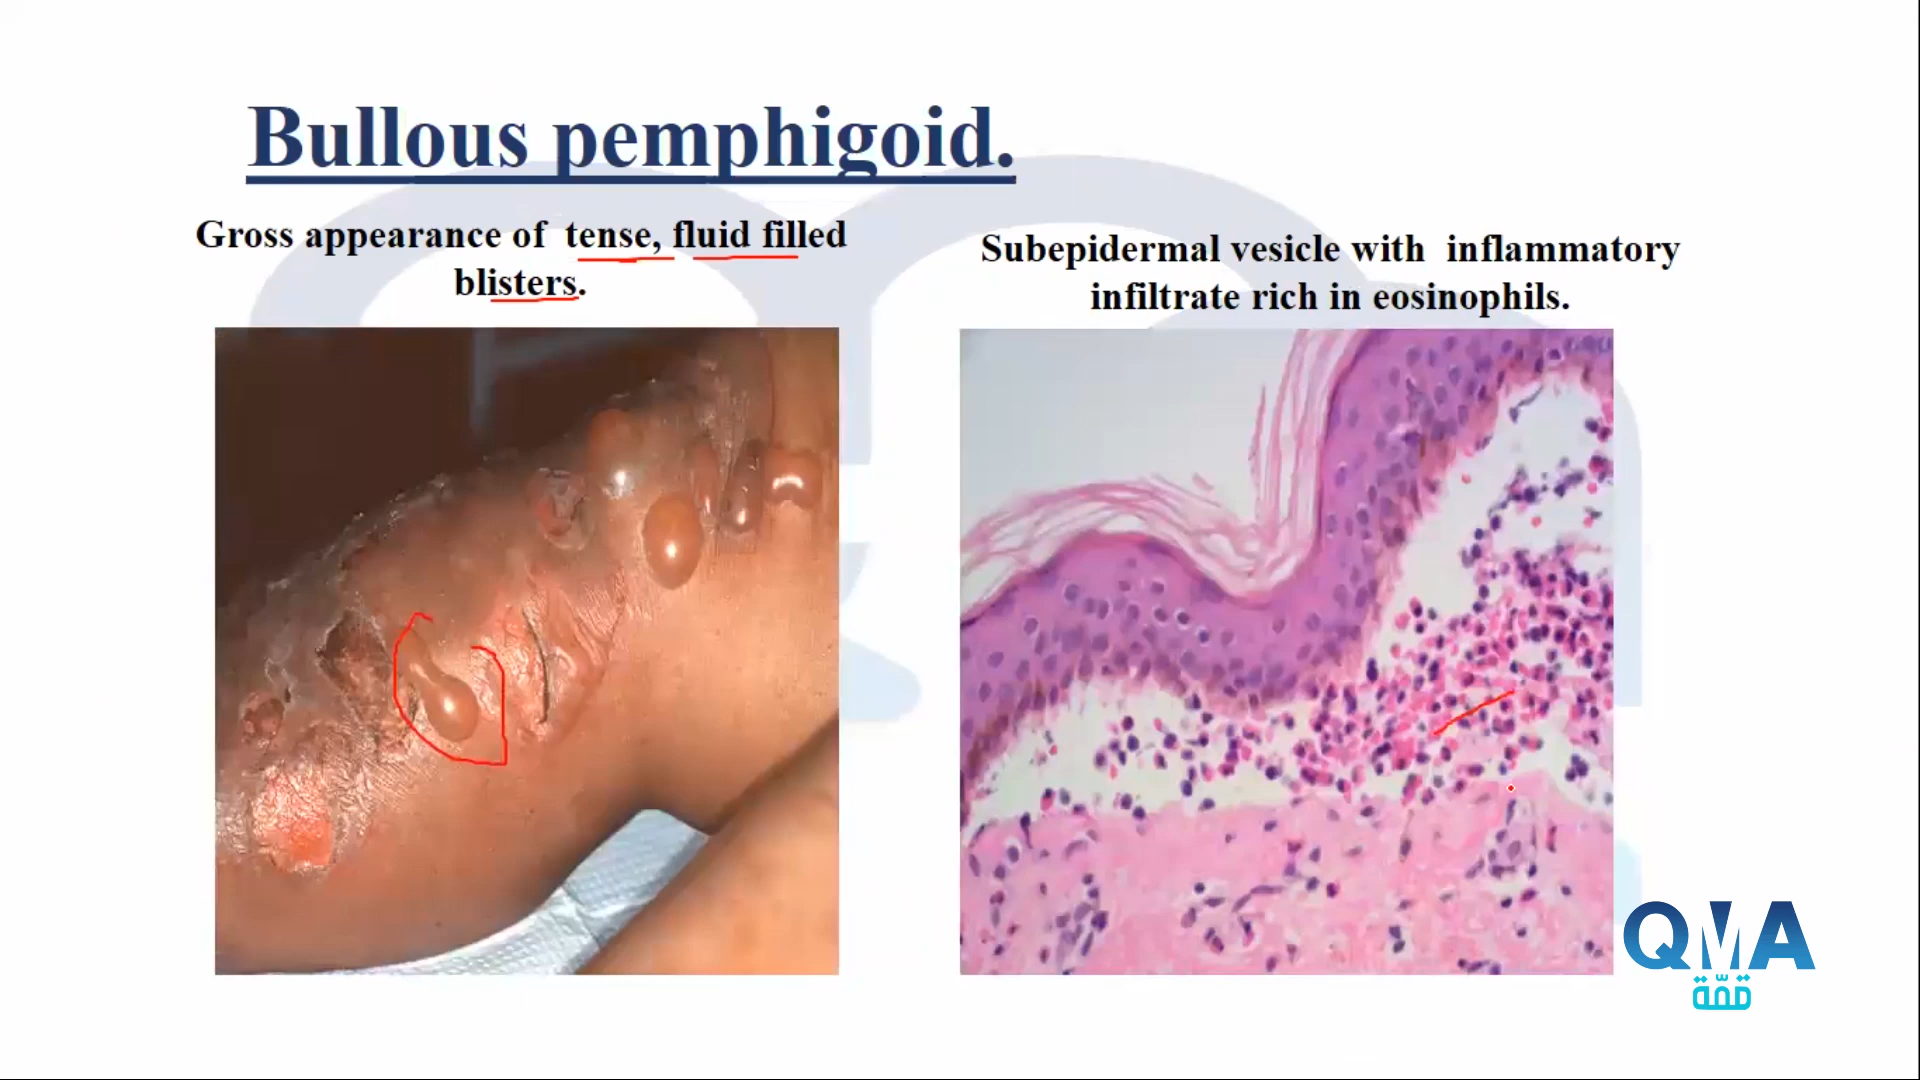 Bullous pemphigoid.
Gross appearance of tense, fluid filled
blisters.
Subepidermal vesicle with inflammatory
infiltrate rich in eosinophils.
QMA
قمّة